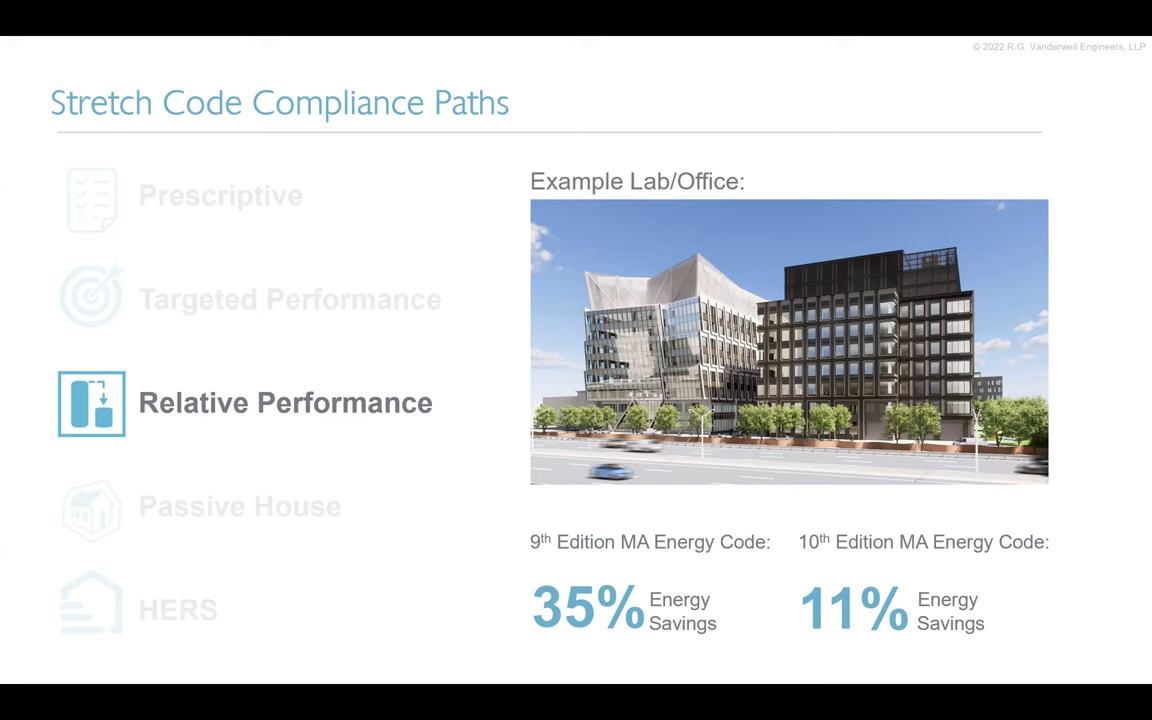 © 2022 R.G. Vanderweil Engineers, LLP
Stretch Code Compliance Paths
Prescriptive
Targeted Performance
Relative Performance
Passive House
HERS
Example Lab/Office:
9th Edition MA Energy Code:
35% Energy Savings
10th Edition MA Energy Code:
11% Energy Savings